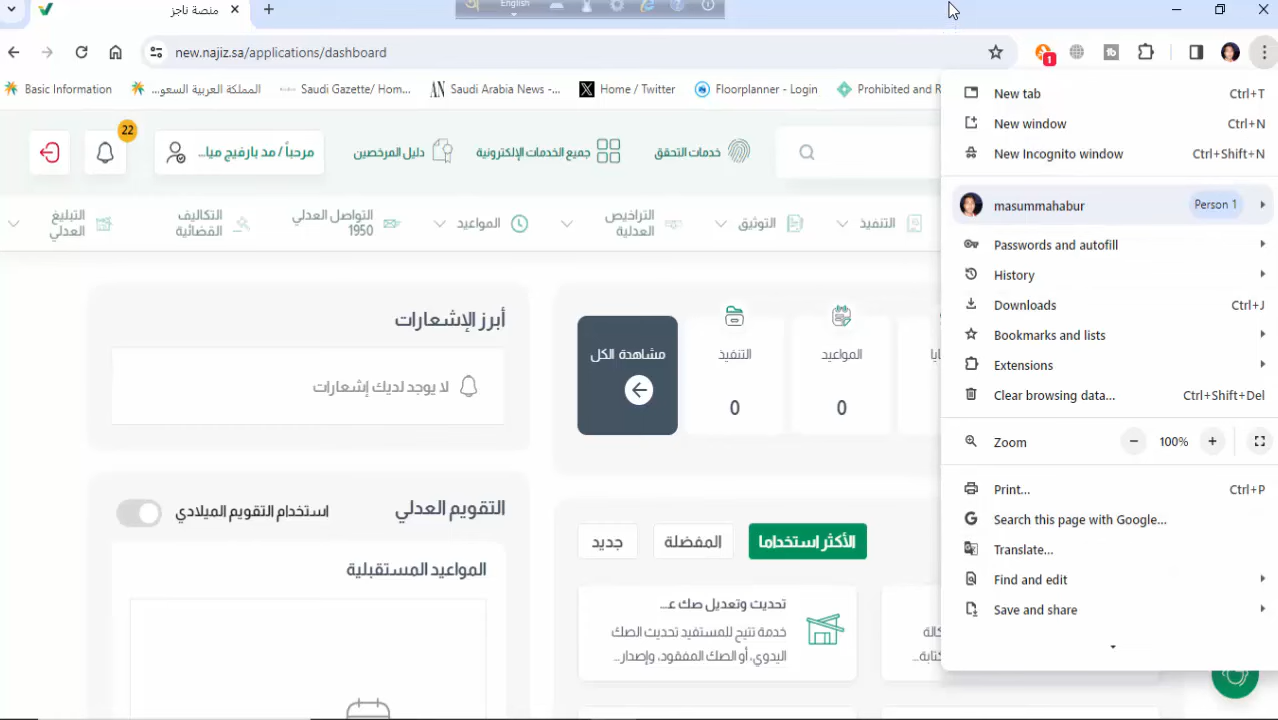 منصة ناجز
English
new.najiz.sa/applications/dashboard
1
Basic Information
المملكة العربية السعو...
Saudi Gazette/ Hom...
Saudi Arabia News -...
Home / Twitter
Floorplanner - Login
Prohibited and R
خدمات التحقق
جميع الخدمات الإلكترونية
دليل المرخصين
مرحباً / مد بارفيج ميا...
22
التنفيذ
التوثيق
التراخيص
العدلية
المواعيد
التواصل العدلي
1950
التكاليف
القضائية
التبليغ
العدلي
المواعيد
0
التنفيذ
0
مشاهدة الكل
أبرز الإشعارات
لا يوجد لديك إشعارات
الأكثر استخداما
المفضلة
جديد
تحديث وتعديل صك عـ...
خدمة تتيح للمستفيد تحديث الصك
اليدوي، أو الصك المفقود، وإصدار...
التقويم العدلي
استخدام التقويم الميلادي
المواعيد المستقبلية
New tab Ctrl+T
New window Ctrl+N
New Incognito window Ctrl+Shift+N
masummahabur Person 1
Passwords and autofill
History
Downloads Ctrl+J
Bookmarks and lists
Extensions
Clear browsing data... Ctrl+Shift+Del
Zoom − 100% +
Print... Ctrl+P
Search this page with Google...
Translate...
Find and edit
Save and share